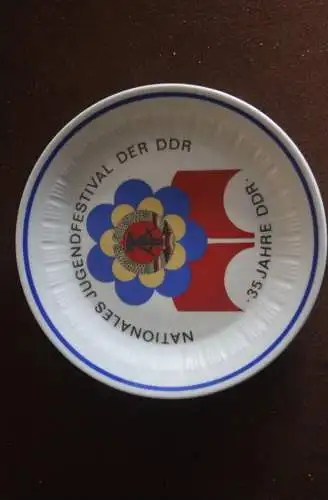 NATIONALES JUGENDFESTIVAL DER DDR
· 35 JAHRE DDR ·